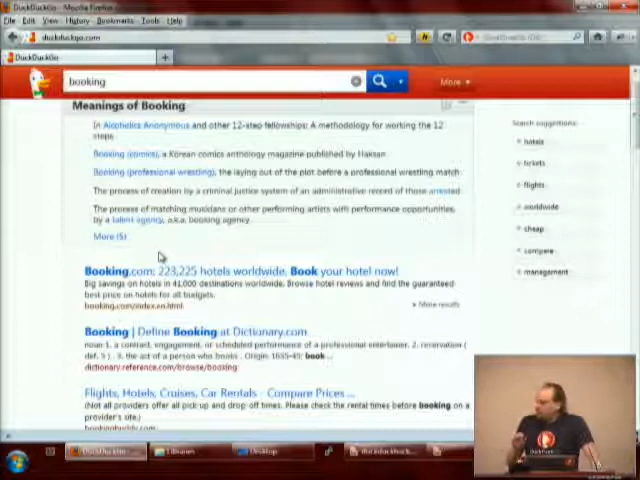 DuckDuckGo - Mozilla Firefox
File Edit View History Bookmarks Tools Help
duckduckgo.com
DuckDuckGo
booking
More
Meanings of Booking
In Alcoholics Anonymous and other 12-step fellowships: A methodology for working the 12
steps.
Booking (comics), a Korean comics anthology magazine published by Haksan.
Booking (professional wrestling), the laying out of the plot before a professional wrestling match.
The process of creation by a criminal justice system of an administrative record of those arrested.
The process of matching musicians or other performing artists with performance opportunities,
by a talent agency, a.k.a. booking agency.
More (5)
Search suggestions:
hotels
tickets
flights
worldwide
cheap
compare
management
Booking.com: 223,225 hotels worldwide. Book your hotel now!
Big savings on hotels in 41,000 destinations worldwide. Browse hotel reviews and find the guaranteed
best price on hotels for all budgets.
booking.com/index.en.html
More results
Booking | Define Booking at Dictionary.com
noun 1. a contract, engagement, or scheduled performance of a professional entertainer. 2. reservation (
def. 5 ) . 3. the act of a person who books . Origin: 1635–45; book ...
dictionary.reference.com/browse/booking
Flights, Hotels, Cruises, Car Rentals - Compare Prices ...
(Not all providers offer all pick up and drop off times. Please check the rental times before booking on a
provider's site.)
bookingbuddy.com
DuckDuckGo
Libraries
Desktop